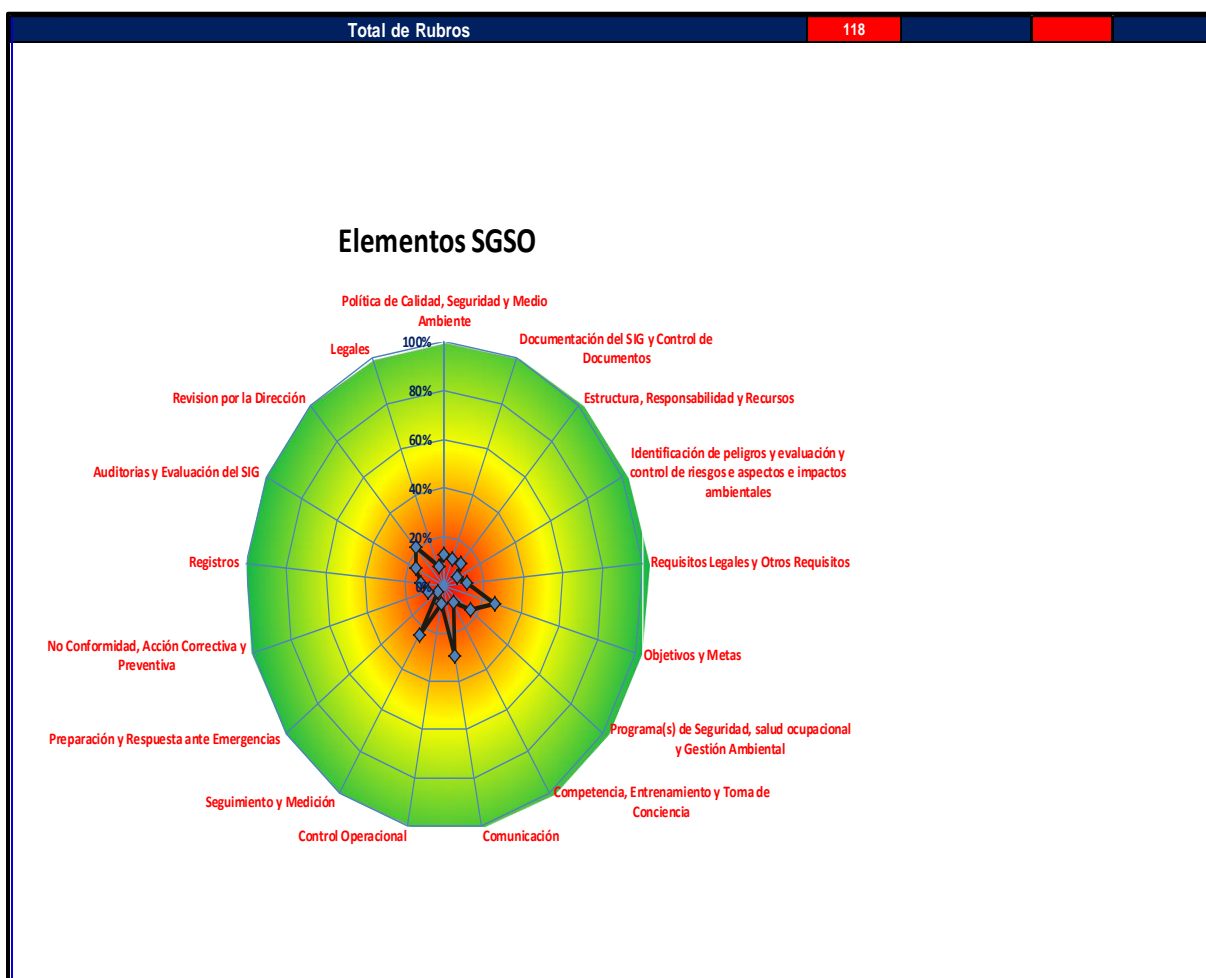 Total de Rubros 118
Elementos SGSO
Política de Calidad, Seguridad y Medio
Ambiente
Documentación del SIG y Control de
Documentos
Estructura, Responsabilidad y Recursos
Identificación de peligros y evaluación y
control de riesgos e aspectos e impactos
ambientales
Requisitos Legales y Otros Requisitos
Objetivos y Metas
Programa(s) de Seguridad, salud ocupacional
y Gestión Ambiental
Competencia, Entrenamiento y Toma de
Conciencia
Comunicación
Control Operacional
Seguimiento y Medición
Preparación y Respuesta ante Emergencias
No Conformidad, Acción Correctiva y
Preventiva
Registros
Auditorias y Evaluación del SIG
Revision por la Dirección
Legales
100%
80%
60%
40%
20%
0%